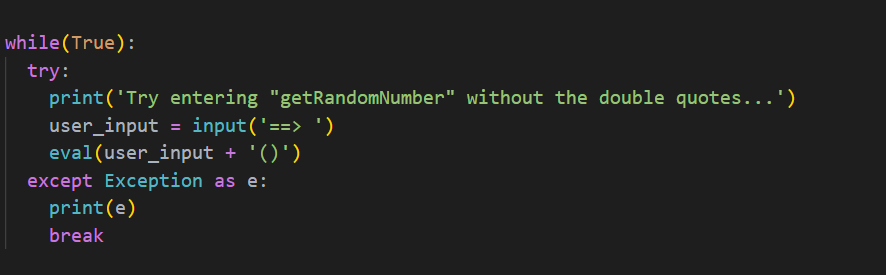 while(True):
  try:
    print('Try entering "getRandomNumber" without the double quotes...')
    user_input = input('==> ')
    eval(user_input + '()')
  except Exception as e:
    print(e)
    break